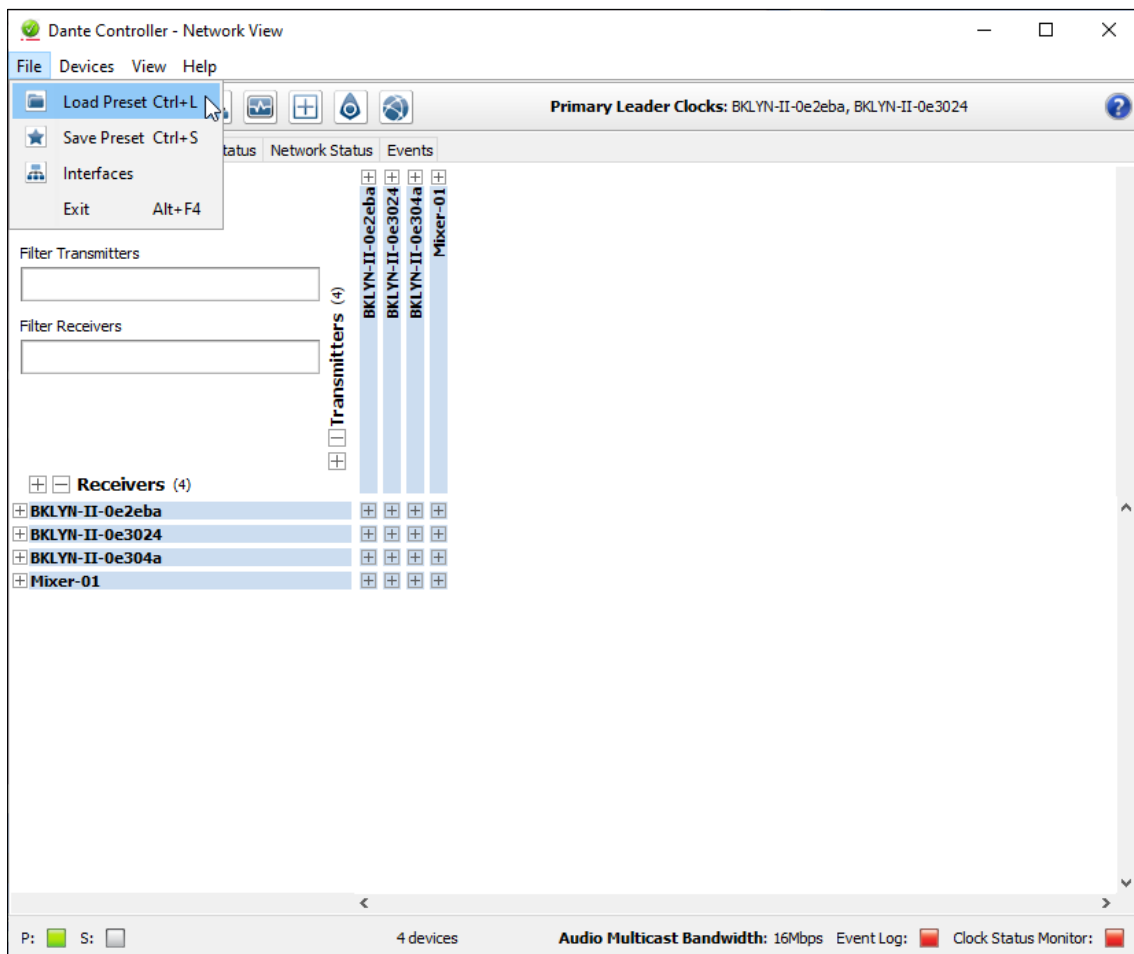 Dante Controller - Network View
File Devices View Help
Load Preset Ctrl+L
Primary Leader Clocks: BKLYN-II-0e2eba, BKLYN-II-0e3024
Save Preset Ctrl+S
tatus Network Status Events
Interfaces
Exit Alt+F4
BKLYN-II-0e2eba
BKLYN-II-0e3024
BKLYN-II-0e304a
Mixer-01
Filter Transmitters
Filter Receivers
Transmitters (4)
Receivers (4)
BKLYN-II-0e2eba
BKLYN-II-0e3024
BKLYN-II-0e304a
Mixer-01
P: S: 4 devices Audio Multicast Bandwidth: 16Mbps Event Log: Clock Status Monitor: